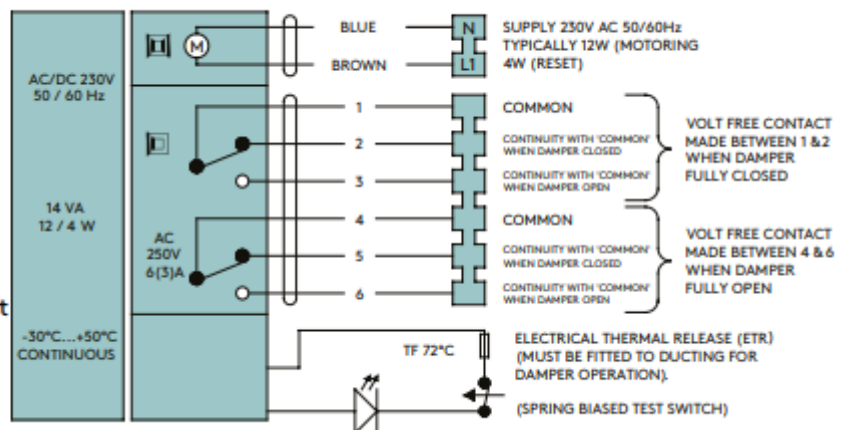 AC/DC 230V
50 / 60 Hz
14 VA
12 / 4 W
-30°C...+50°C
CONTINUOUS
t
M
AC
250V
6(3)A
BLUE
BROWN
N
L1
SUPPLY 230V AC 50/60Hz
TYPICALLY 12W (MOTORING
4W (RESET)
1
COMMON
2
CONTINUITY WITH 'COMMON'
WHEN DAMPER CLOSED
3
CONTINUITY WITH 'COMMON'
WHEN DAMPER OPEN
VOLT FREE CONTACT
MADE BETWEEN 1 &2
WHEN DAMPER
FULLY CLOSED
4
COMMON
5
CONTINUITY WITH 'COMMON'
WHEN DAMPER CLOSED
6
CONTINUITY WITH 'COMMON'
WHEN DAMPER OPEN
VOLT FREE CONTACT
MADE BETWEEN 4 & 6
WHEN DAMPER
FULLY OPEN
TF 72°C
ELECTRICAL THERMAL RELEASE (ETR)
(MUST BE FITTED TO DUCTING FOR
DAMPER OPERATION).
(SPRING BIASED TEST SWITCH)